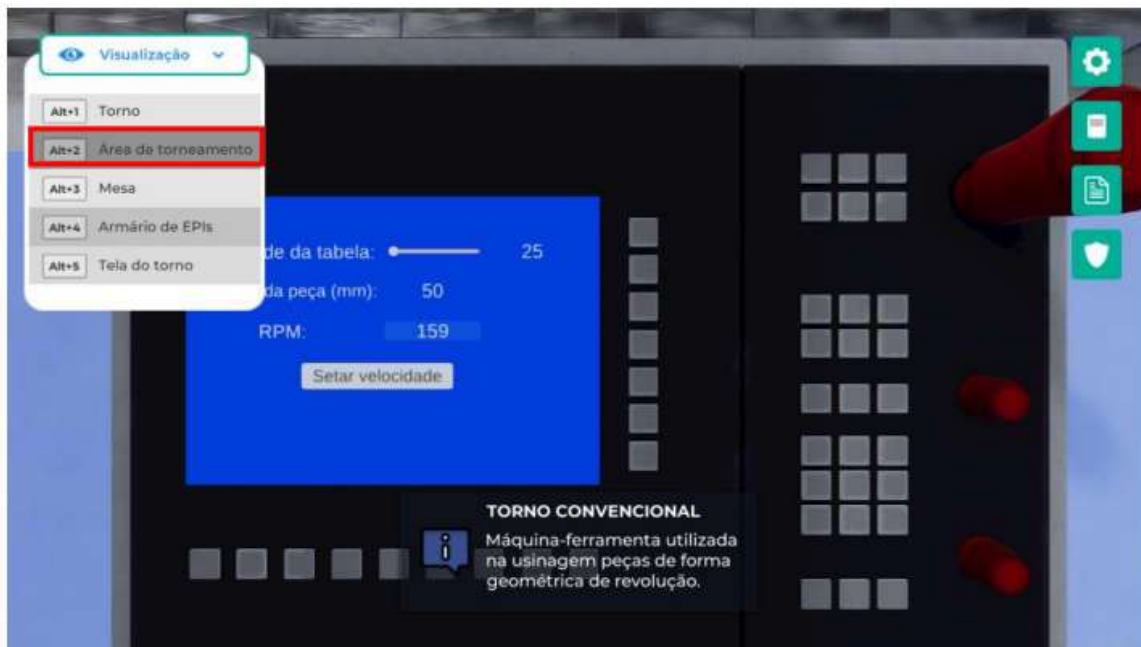 Visualização
Alt+1 Torno
Alt+2 Área de torneamento
Alt+3 Mesa
Alt+4 Armário de EPIs
Alt+5 Tela do torno
da tabela: 25
da peça (mm): 50
RPM: 159
Setar velocidade
TORNO CONVENCIONAL
Máquina-ferramenta utilizada
na usinagem peças de forma
geométrica de revolução.